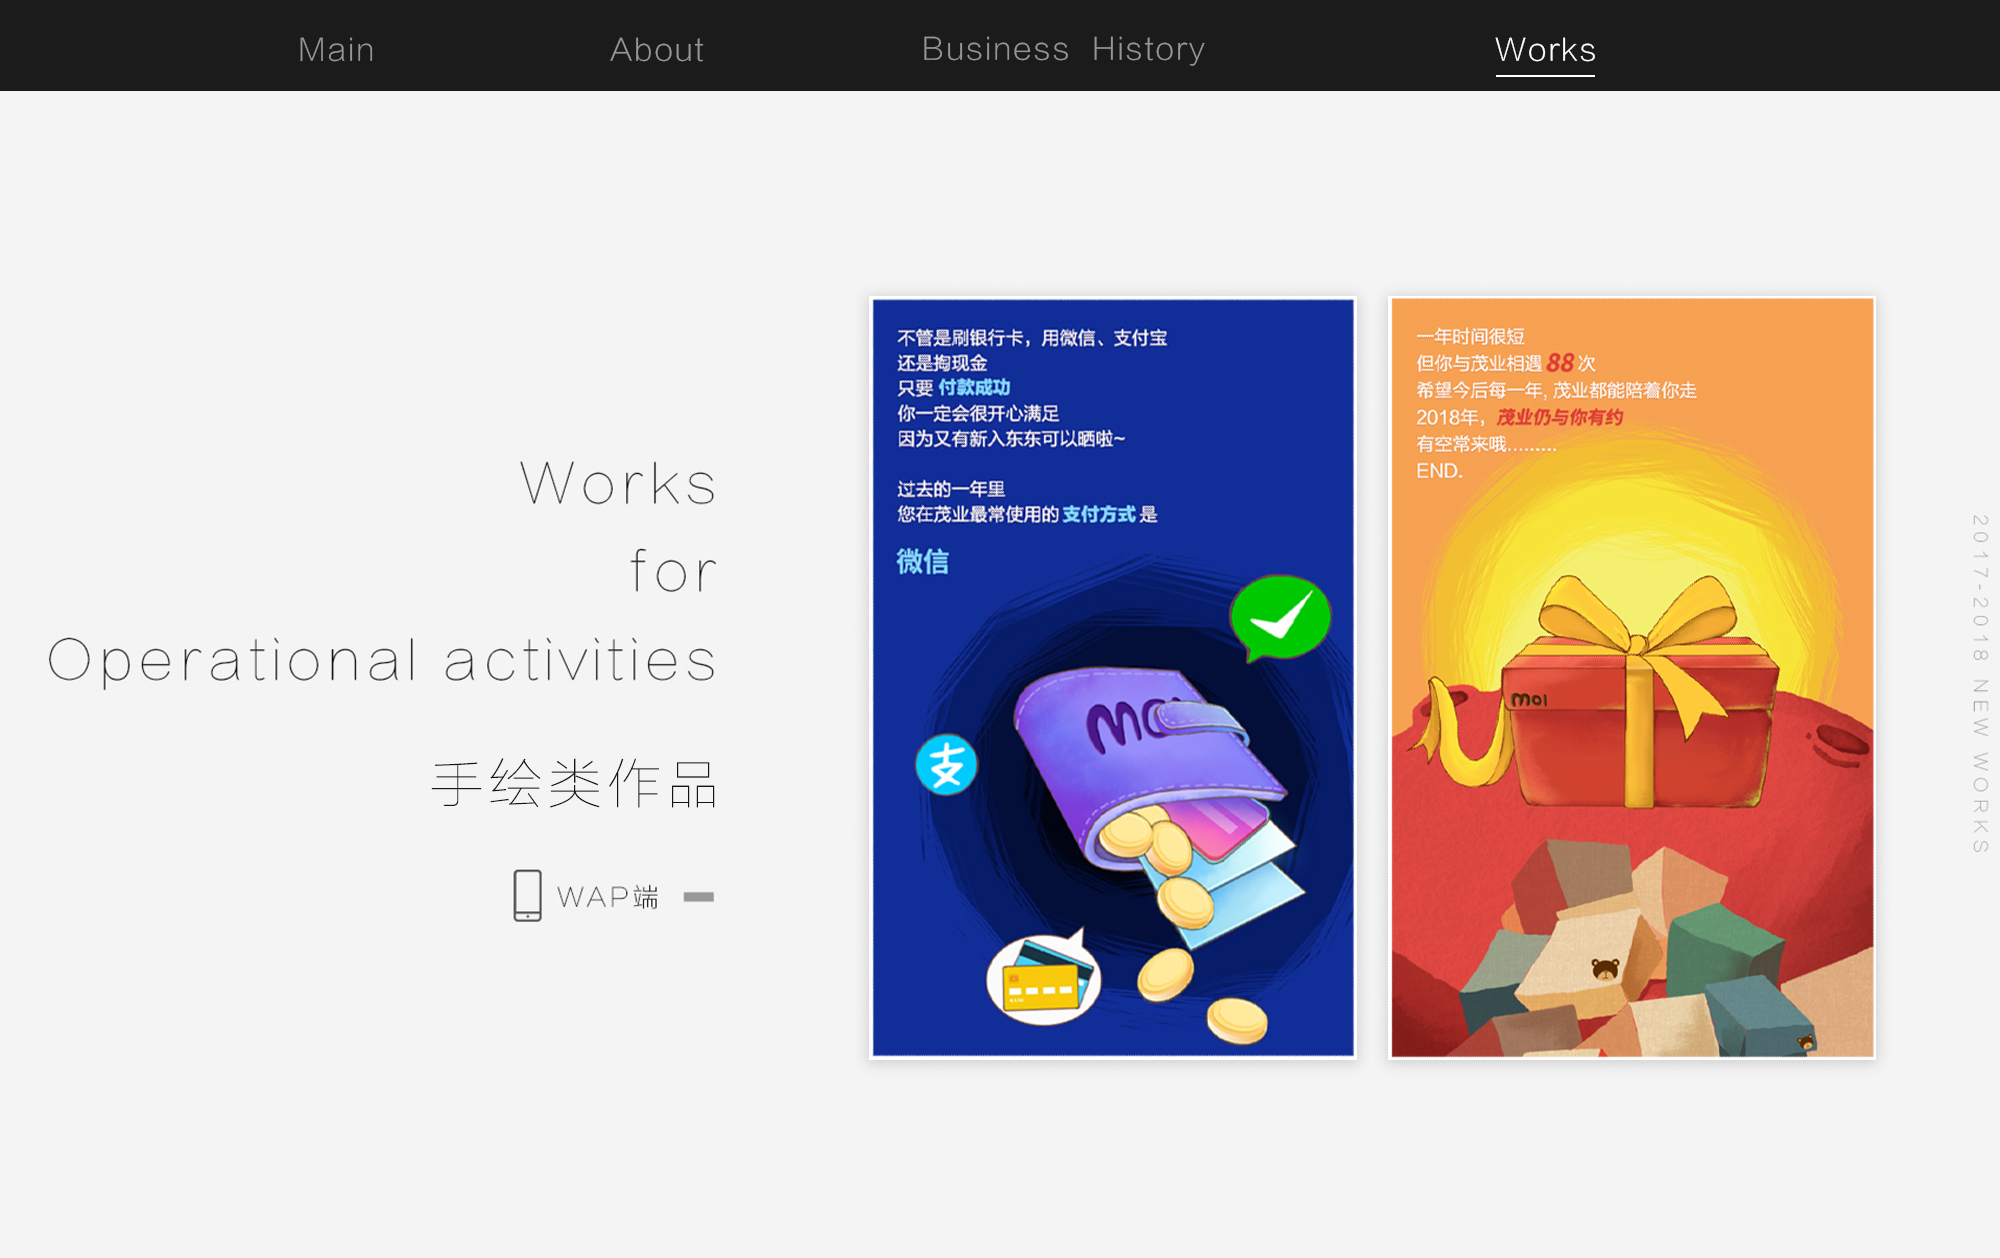 Main
About
Business History
Works
Works
for
Operational activities
手绘类作品
WAP端
不管是刷银行卡，用微信、支付宝
还是掏现金
只要 付款成功
你一定会很开心满足
因为又有新入东东可以晒啦~
过去的一年里
您在茂业最常使用的 支付方式 是
微信
支
一年时间很短
但你与茂业相遇 88 次
希望今后每一年, 茂业都能陪着你走
2018年，茂业仍与你有约
有空常来哦.........
END.
moi
2017-2018 NEW WORKS